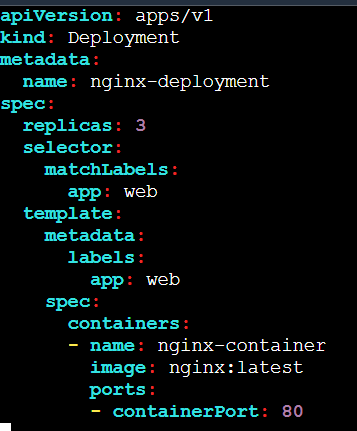 apiVersion: apps/v1
kind: Deployment
metadata:
  name: nginx-deployment
spec:
  replicas: 3
  selector:
    matchLabels:
      app: web
  template:
    metadata:
      labels:
        app: web
    spec:
      containers:
      - name: nginx-container
        image: nginx:latest
        ports:
        - containerPort: 80